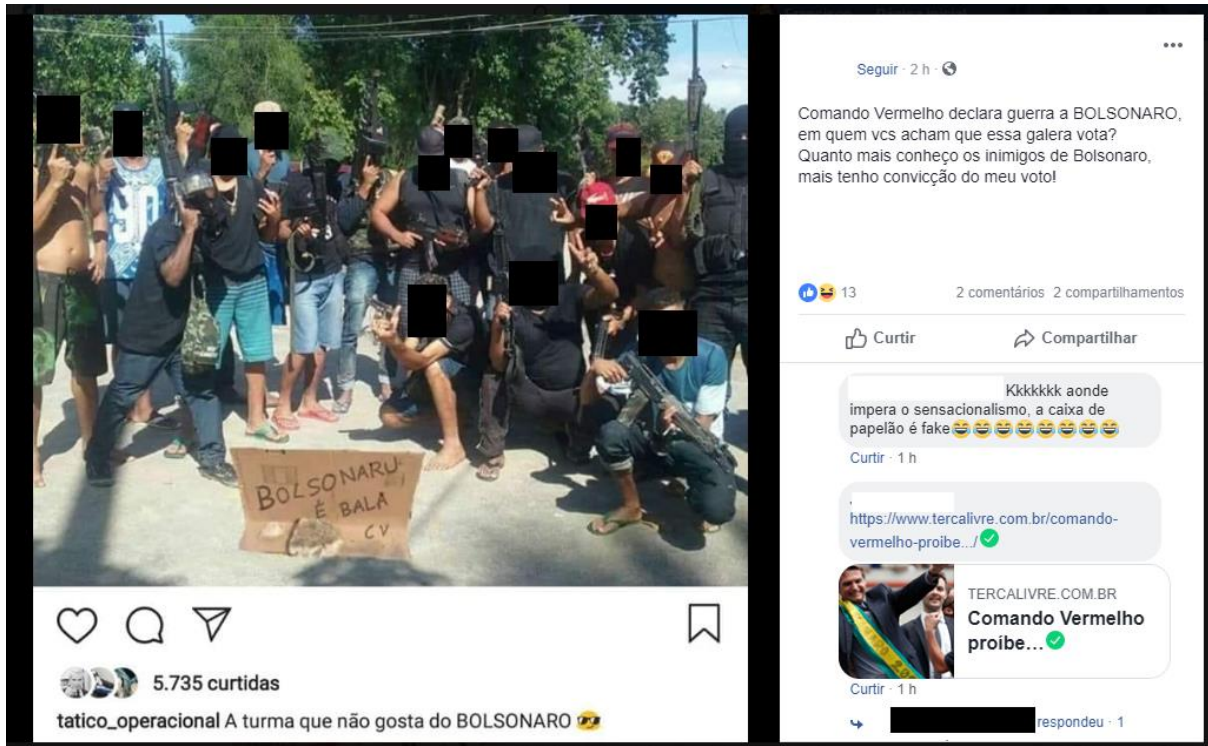 90
BOLSONARU
É BALA
CV
5.735 curtidas
tatico_operacional A turma que não gosta do BOLSONARO 😎
Seguir · 2 h ·
Comando Vermelho declara guerra a BOLSONARO,
em quem vcs acham que essa galera vota?
Quanto mais conheço os inimigos de Bolsonaro,
mais tenho convicção do meu voto!
13
2 comentários 2 compartilhamentos
Curtir
Compartilhar
Kkkkkkk aonde
impera o sensacionalismo, a caixa de
papelão é fake😂😂😂😂😂😂😂😂
Curtir · 1 h
https://www.tercalivre.com.br/comando-
vermelho-proibe.../
TERCALIVRE.COM.BR
Comando Vermelho
proíbe...
Curtir · 1 h
respondeu · 1